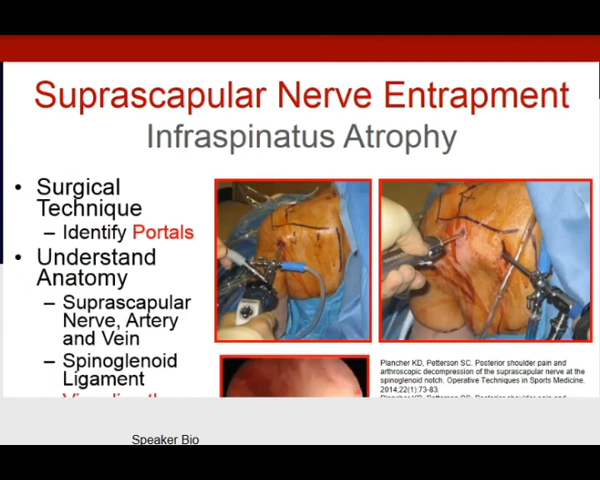 Suprascapular Nerve Entrapment
Infraspinatus Atrophy
• Surgical
Technique
– Identify Portals
• Understand
Anatomy
– Suprascapular
Nerve, Artery
and Vein
– Spinoglenoid
Ligament
Plancher KD, Petterson SC. Posterior shoulder pain and
arthroscopic decompression of the suprascapular nerve at the
spinoglenoid notch. Operative Techniques in Sports Medicine.
2014;22(1):73-83.
Speaker Bio